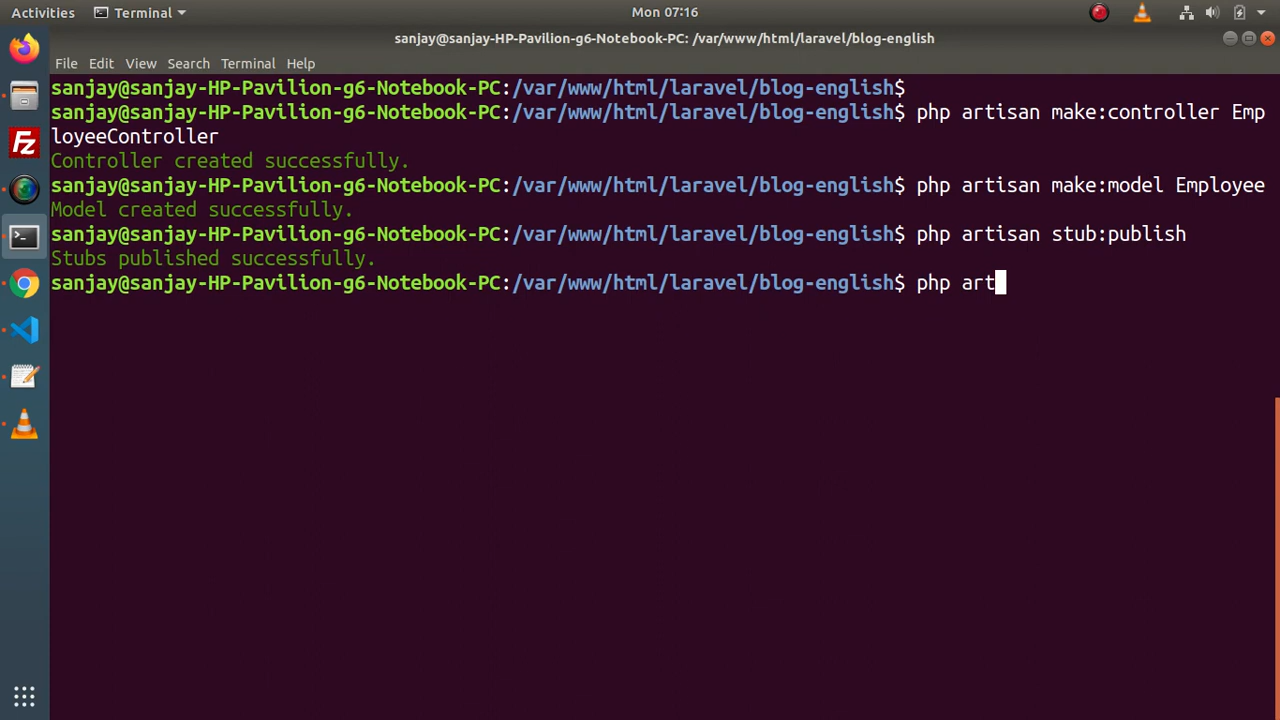 Activities Terminal Mon 07:16
sanjay@sanjay-HP-Pavilion-g6-Notebook-PC: /var/www/html/laravel/blog-english
File Edit View Search Terminal Help
sanjay@sanjay-HP-Pavilion-g6-Notebook-PC:/var/www/html/laravel/blog-english$
sanjay@sanjay-HP-Pavilion-g6-Notebook-PC:/var/www/html/laravel/blog-english$ php artisan make:controller Emp
loyeeController
Controller created successfully.
sanjay@sanjay-HP-Pavilion-g6-Notebook-PC:/var/www/html/laravel/blog-english$ php artisan make:model Employee
Model created successfully.
sanjay@sanjay-HP-Pavilion-g6-Notebook-PC:/var/www/html/laravel/blog-english$ php artisan stub:publish
Stubs published successfully.
sanjay@sanjay-HP-Pavilion-g6-Notebook-PC:/var/www/html/laravel/blog-english$ php art